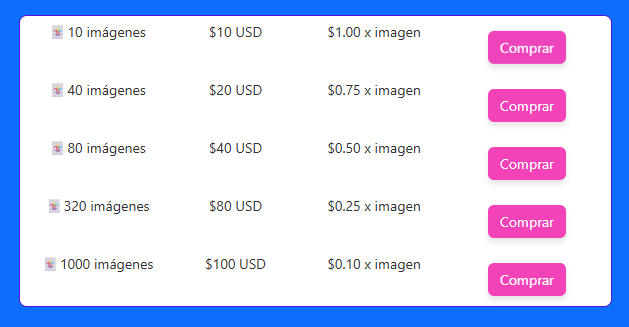 10 imágenes $10 USD $1.00 x imagen Comprar
40 imágenes $20 USD $0.75 x imagen Comprar
80 imágenes $40 USD $0.50 x imagen Comprar
320 imágenes $80 USD $0.25 x imagen Comprar
1000 imágenes $100 USD $0.10 x imagen Comprar